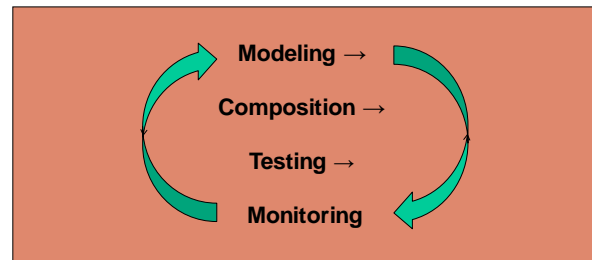 Modeling →
Composition →
Testing →
Monitoring